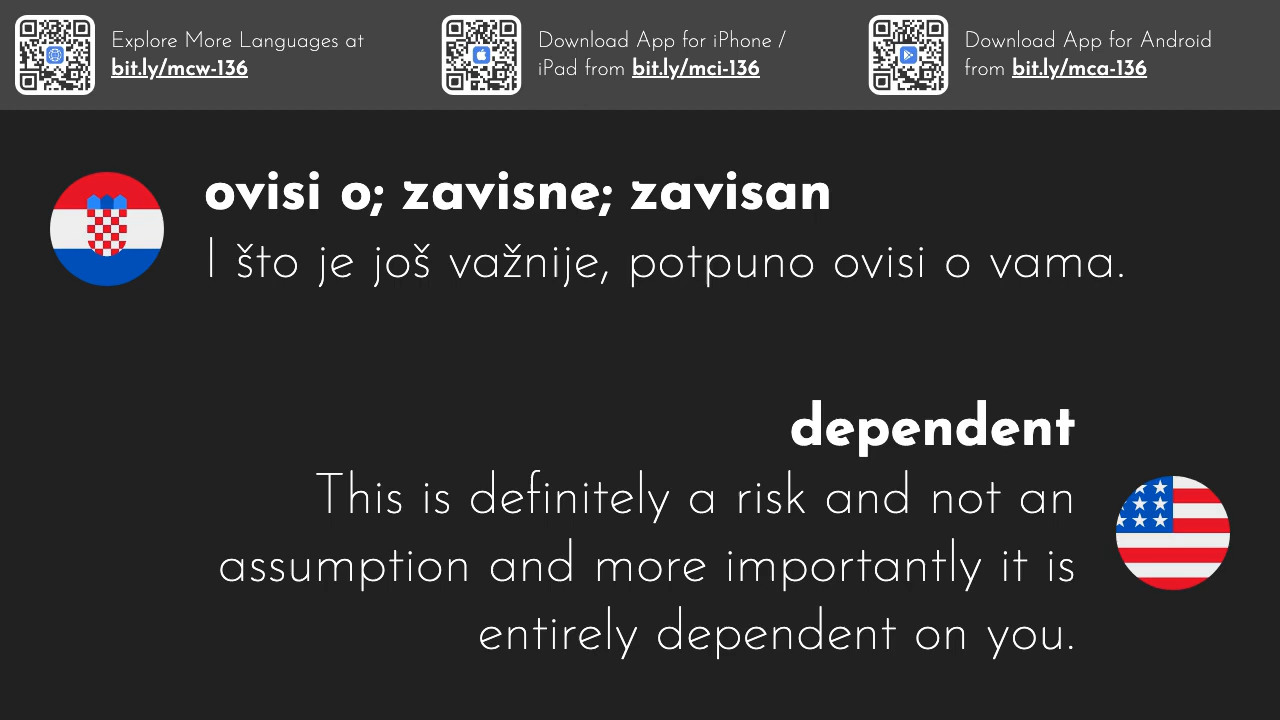 Explore More Languages at
bit.ly/mcw-136
Download App for iPhone /
iPad from bit.ly/mci-136
Download App for Android
from bit.ly/mca-136
ovisi o; zavisne; zavisan
I što je još važnije, potpuno ovisi o vama.
dependent
This is definitely a risk and not an
assumption and more importantly it is
entirely dependent on you.